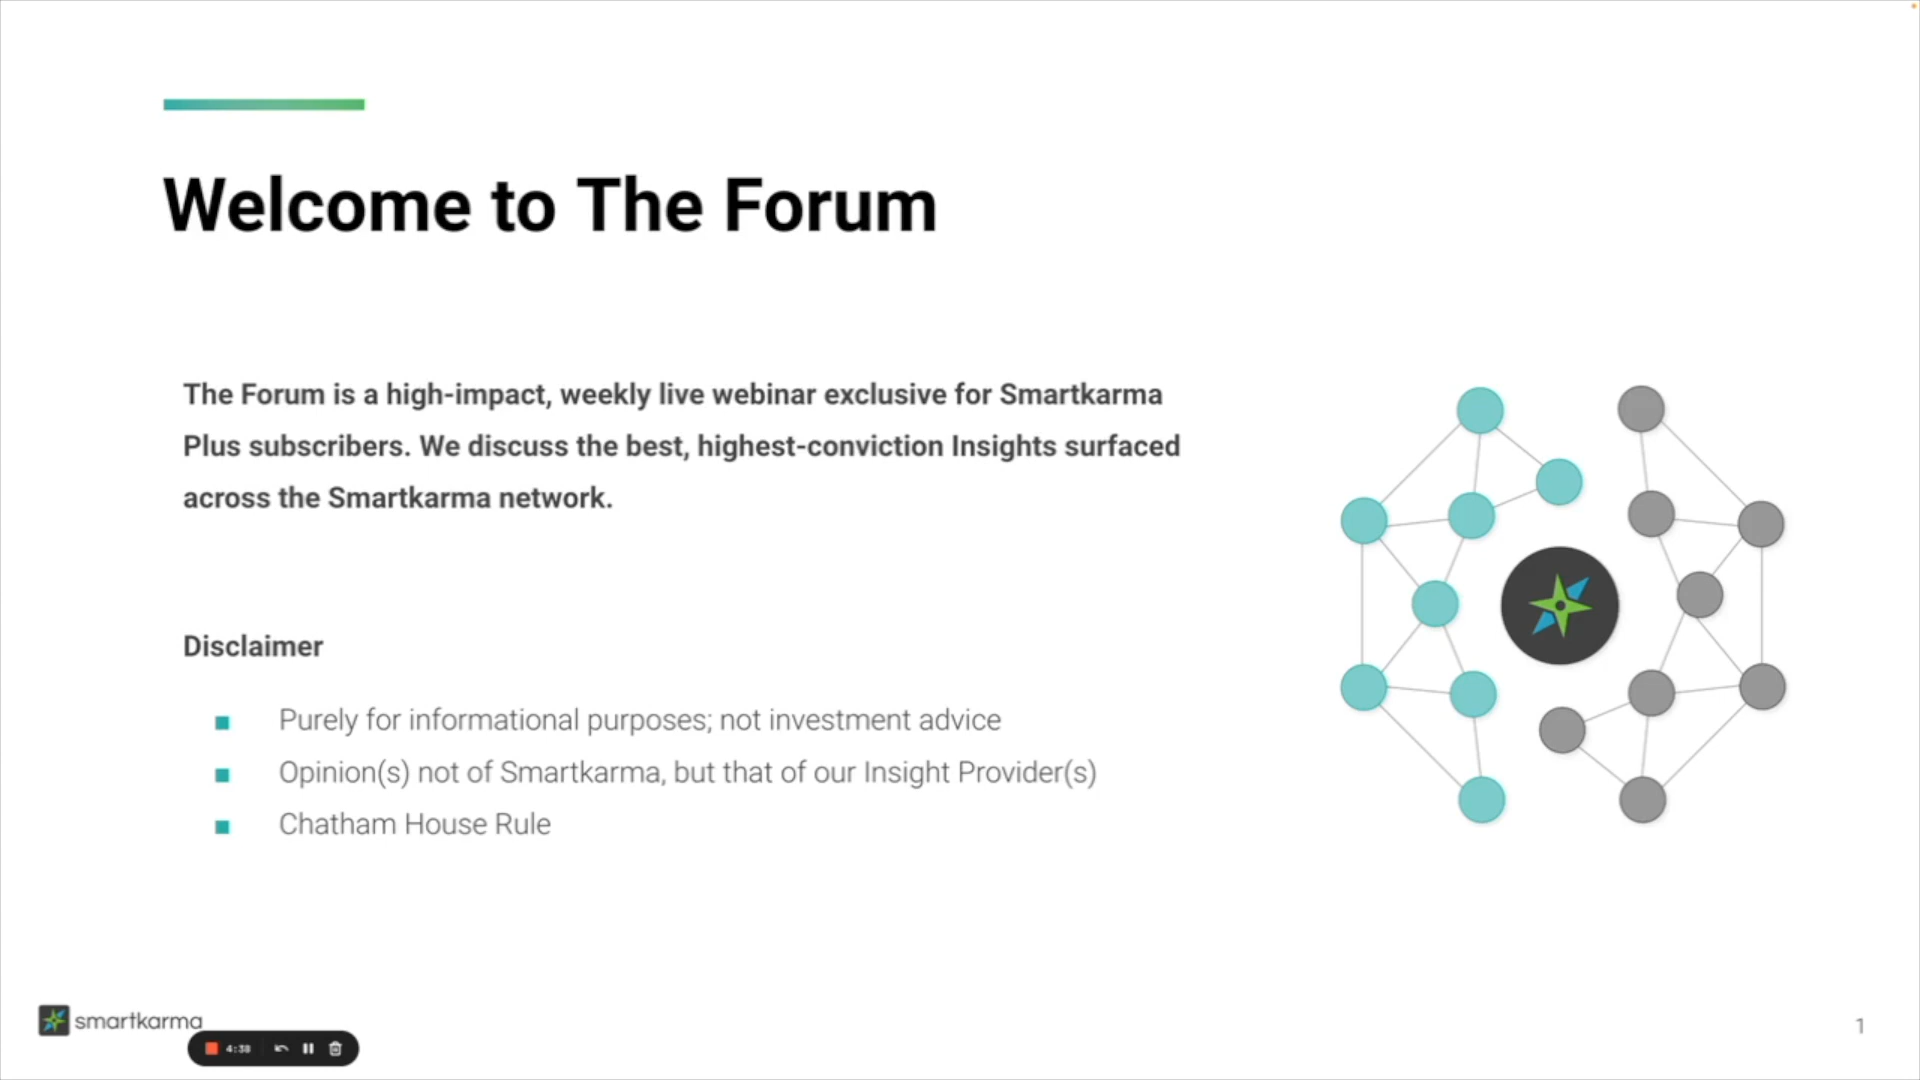 Welcome to The Forum
The Forum is a high-impact, weekly live webinar exclusive for Smartkarma
Plus subscribers. We discuss the best, highest-conviction Insights surfaced
across the Smartkarma network.
Disclaimer
Purely for informational purposes; not investment advice
Opinion(s) not of Smartkarma, but that of our Insight Provider(s)
Chatham House Rule
smartkarma
4:38
1